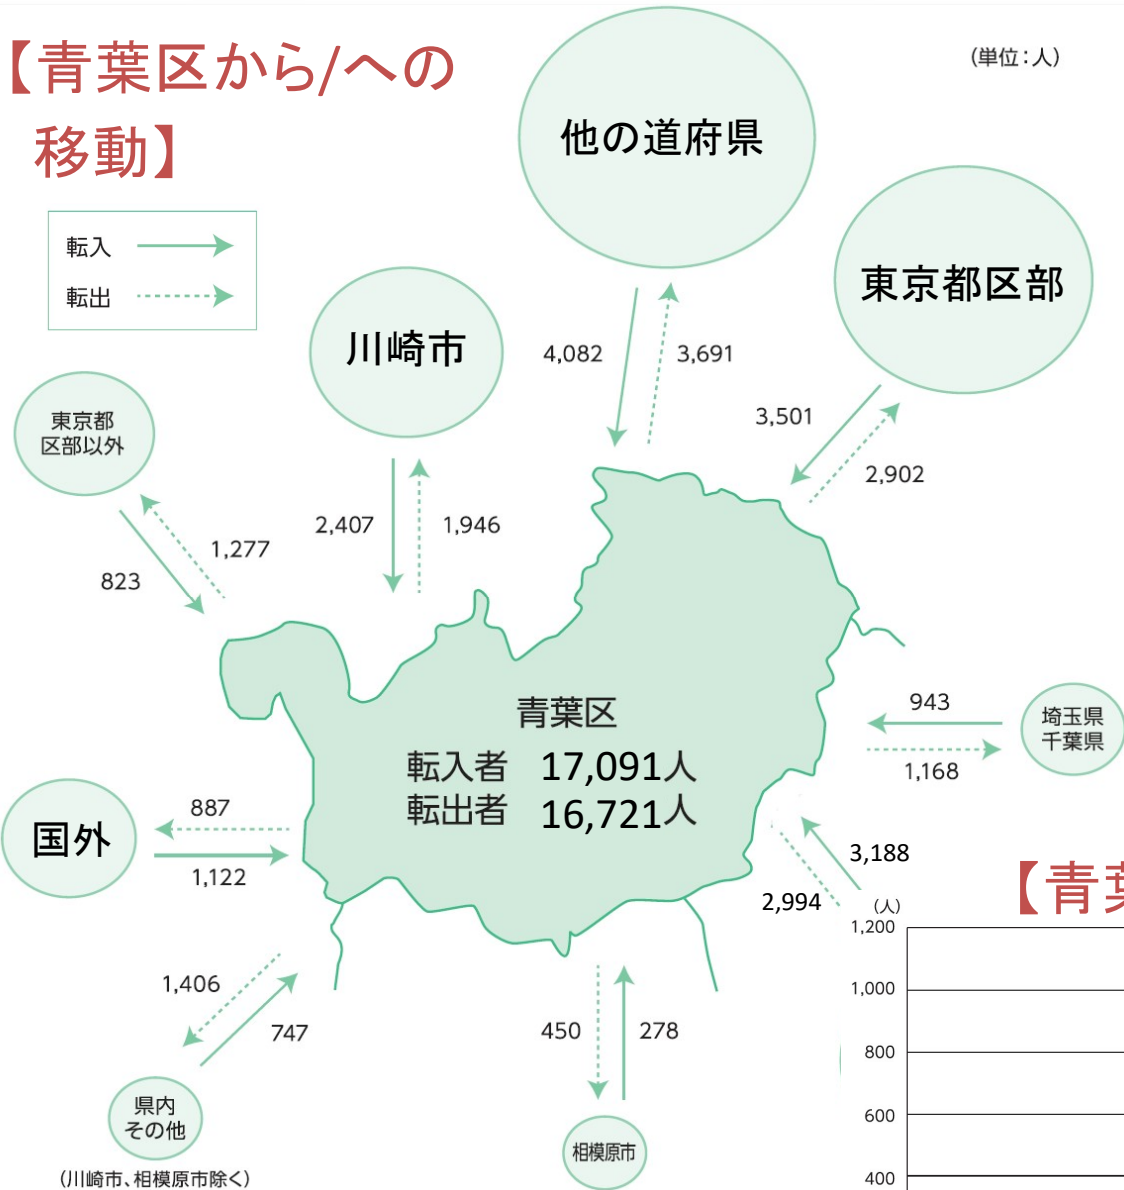 【青葉区から/への
移動】
(単位:人)
転入
転出
他の道府県
東京都区部
川崎市
東京都
区部以外
4,082
3,691
3,501
2,902
2,407
1,946
1,277
823
青葉区
転入者 17,091人
転出者 16,721人
943
1,168
埼玉県
千葉県
国外
887
1,122
3,188
2,994
1,406
747
450
278
県内
その他
(川崎市、相模原市除く)
相模原市
【青葉
(人)
1,200
1,000
800
600
400